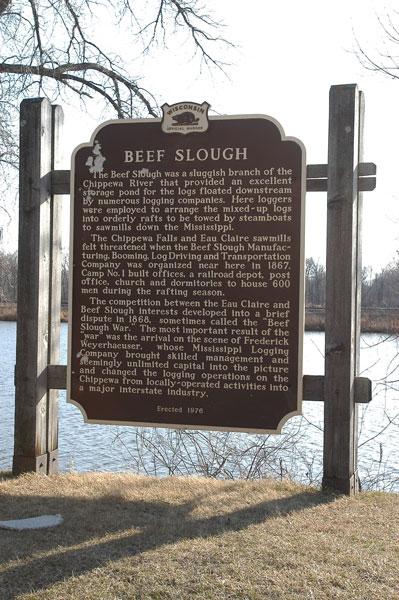 WISCONSIN
OFFICIAL MARKER
BEEF SLOUGH
The Beef Slough was a sluggish branch of the
Chippewa River that provided an excellent
"storage pond for the logs floated downstream
by numerous logging companies. Here loggers
were employed to arrange the mixed-up logs
into orderly rafts to be towed by steamboats
to sawmills down the Mississippi.
The Chippewa Falls and Eau Claire sawmills
felt threatened when the Beef Slough Manufac-
turing, Booming, Log Driving and Transportation
Company was organized near here in 1867.
Camp No. 1 built offices, a railroad depot, post
office, church and dormitories to house 600
men during the rafting season.
The competition between the Eau Claire and
Beef Slough interests developed into a brief
dispute in 1868, sometimes called the "Beef
Slough War." The most important result of the
"war" was the arrival on the scene of Frederick
Weyerhaeuser, whose Mississippi Logging
Company brought skilled management and
seemingly unlimited capital into the picture
and changed the logging operations on the
Chippewa from locally-operated activities into
a major interstate industry.
Erected 1976